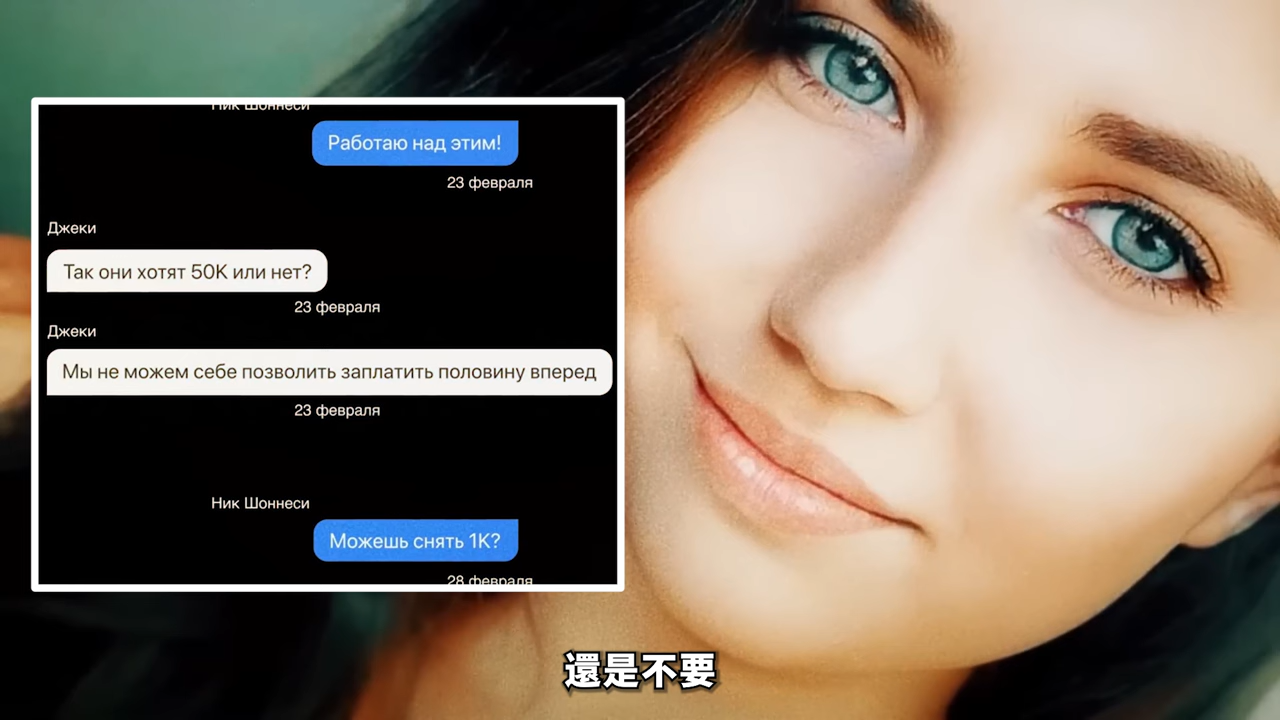 Ник Шоннеси
Работаю над этим!
23 февраля
Джеки
Так они хотят 50K или нет?
23 февраля
Джеки
Мы не можем себе позволить заплатить половину вперед
23 февраля
Ник Шоннеси
Можешь снять 1K?
28 февраля
還是不要